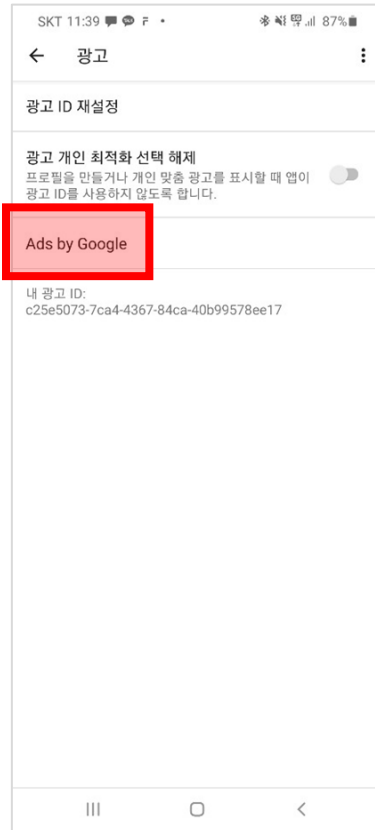 SKT 11:39 87%
광고
광고 ID 재설정
광고 개인 최적화 선택 해제
프로필을 만들거나 개인 맞춤 광고를 표시할 때 앱이
광고 ID를 사용하지 않도록 합니다.
Ads by Google
내 광고 ID:
c25e5073-7ca4-4367-84ca-40b99578ee17